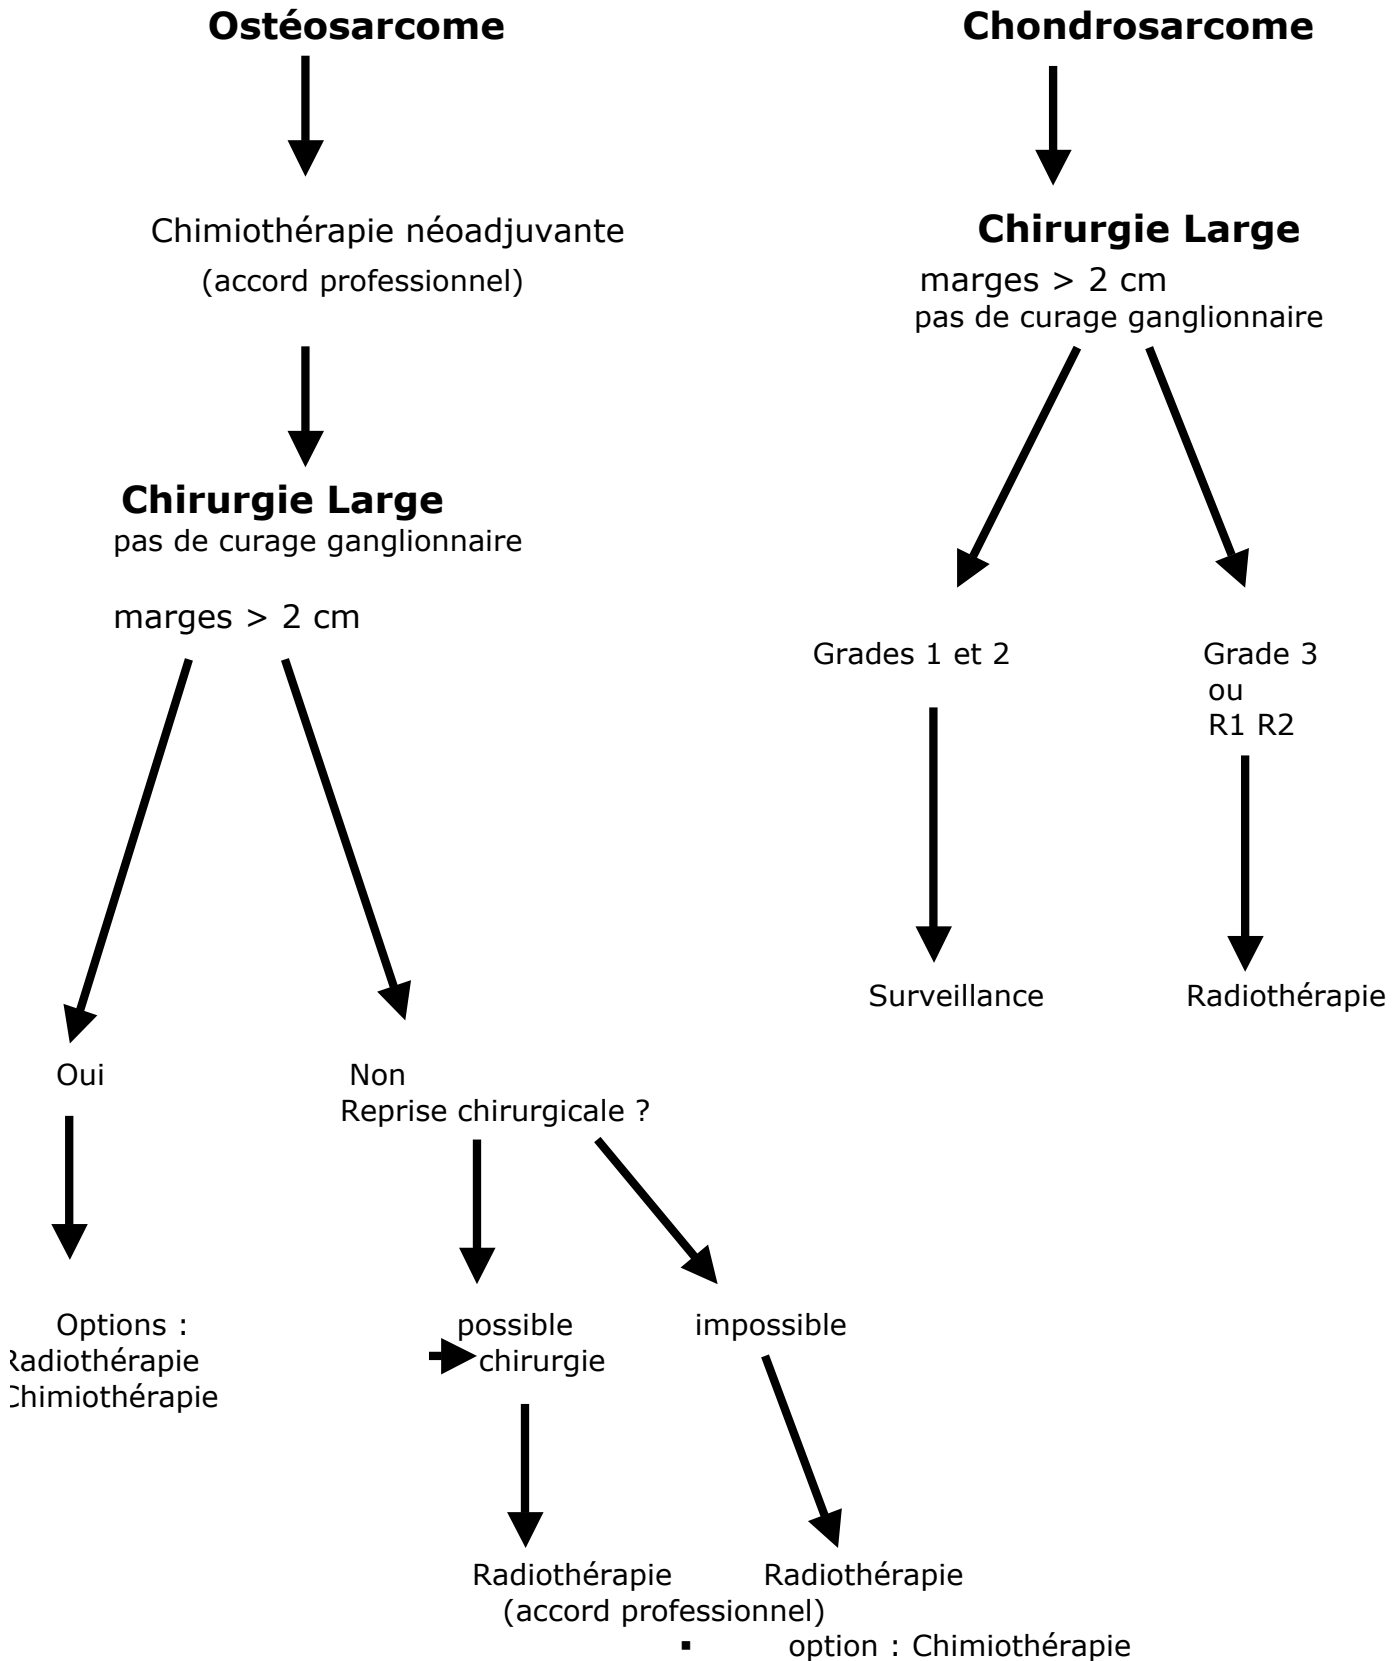 Ostéosarcome
Chimiothérapie néoadjuvante
(accord professionnel)
Chirurgie Large
pas de curage ganglionnaire
marges > 2 cm
Oui
Non
Reprise chirurgicale ?
Options :
Radiothérapie
Chimiothérapie
possible
chirurgie
impossible
Radiothérapie
Radiothérapie
(accord professionnel)
▪ option : Chimiothérapie
Chondrosarcome
Chirurgie Large
marges > 2 cm
pas de curage ganglionnaire
Grades 1 et 2
Grade 3
ou
R1 R2
Surveillance
Radiothérapie